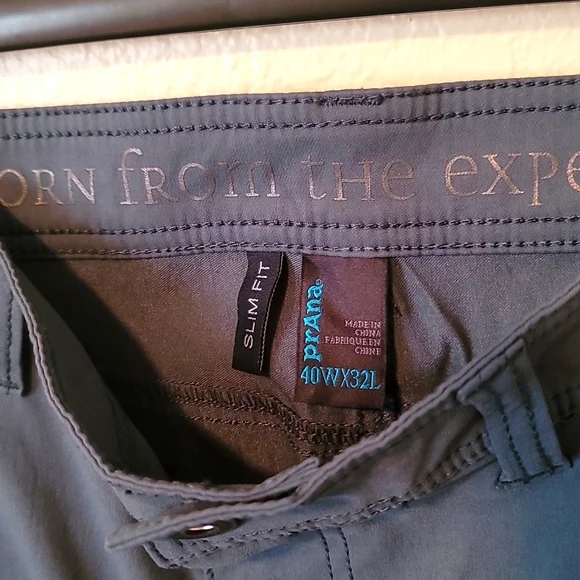 ORN from THE EXPE
SLIM FIT
prAna
MADE IN
CHINA
FABRIQUE EN
CHINE
40WX32L